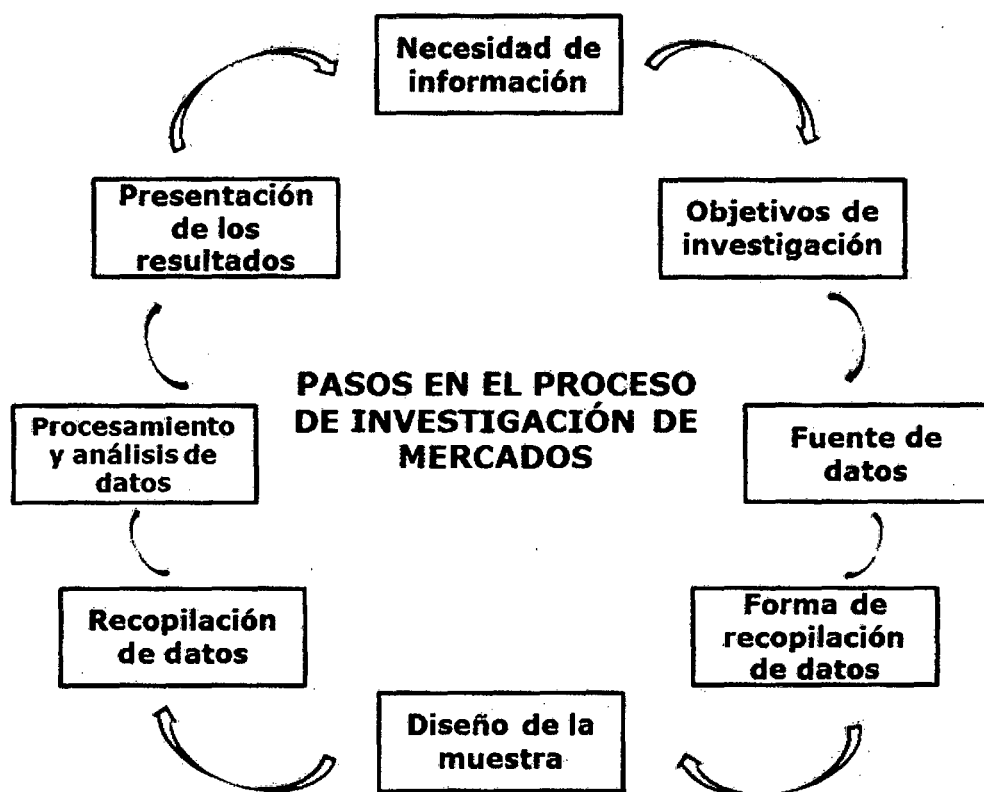 Necesidad de
información
Presentación
de los
resultados
Objetivos de
investigación
PASOS EN EL PROCESO
DE INVESTIGACIÓN DE
MERCADOS
Procesamiento
y análisis de
datos
Fuente de
datos
Recopilación
de datos
Forma de
recopilación
de datos
Diseño de la
muestra